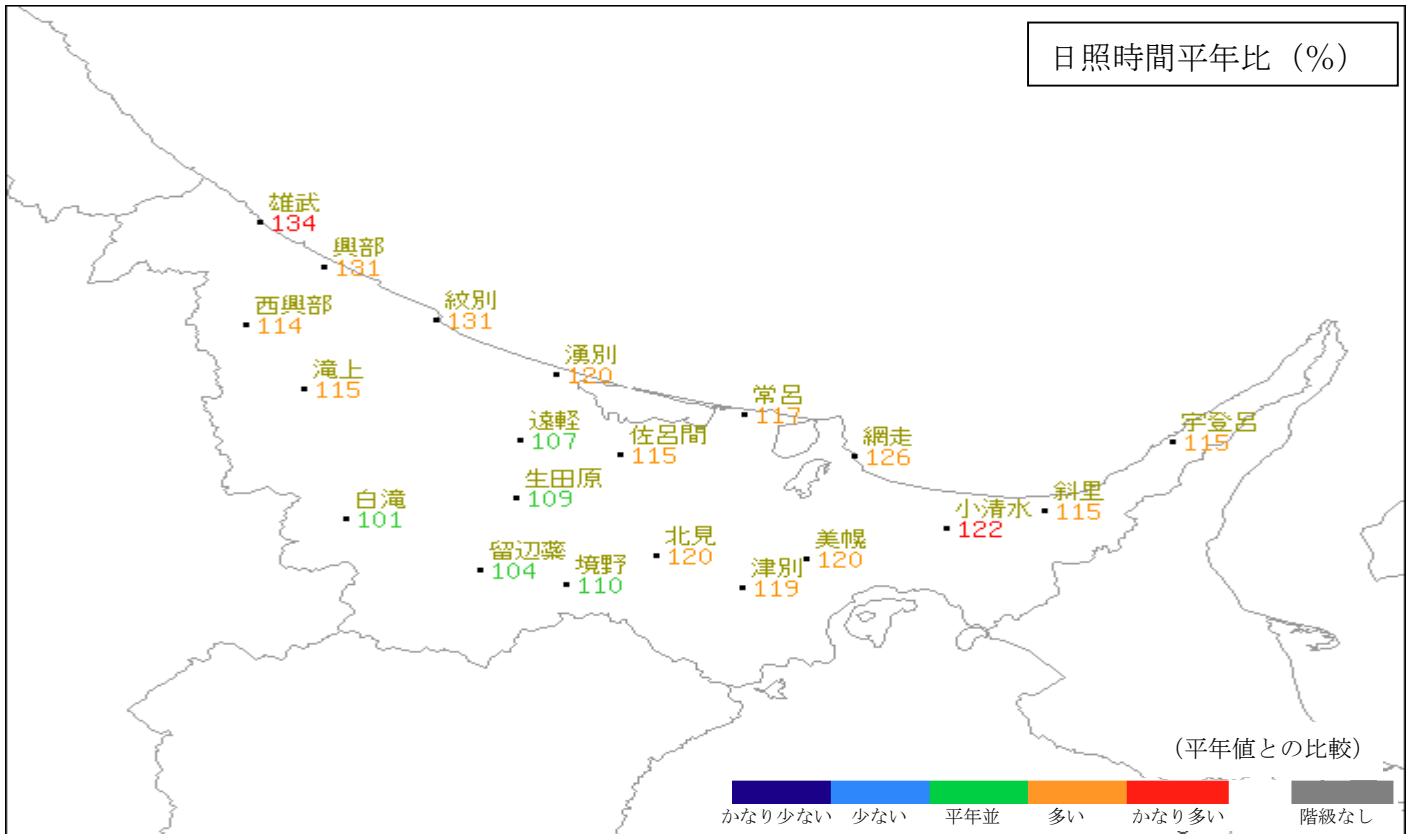 日照時間平年比（％）
雄武
134
興部
131
西興部
114
紋別
131
滝上
115
湧別
120
常呂
117
遠軽
107
佐呂間
115
網走
126
宇登呂
115
生田原
109
白滝
101
小清水
122
斜里
115
留辺蘂
104
境野
110
北見
120
津別
119
美幌
120
（平年値との比較）
かなり少ない 少ない 平年並 多い かなり多い 階級なし